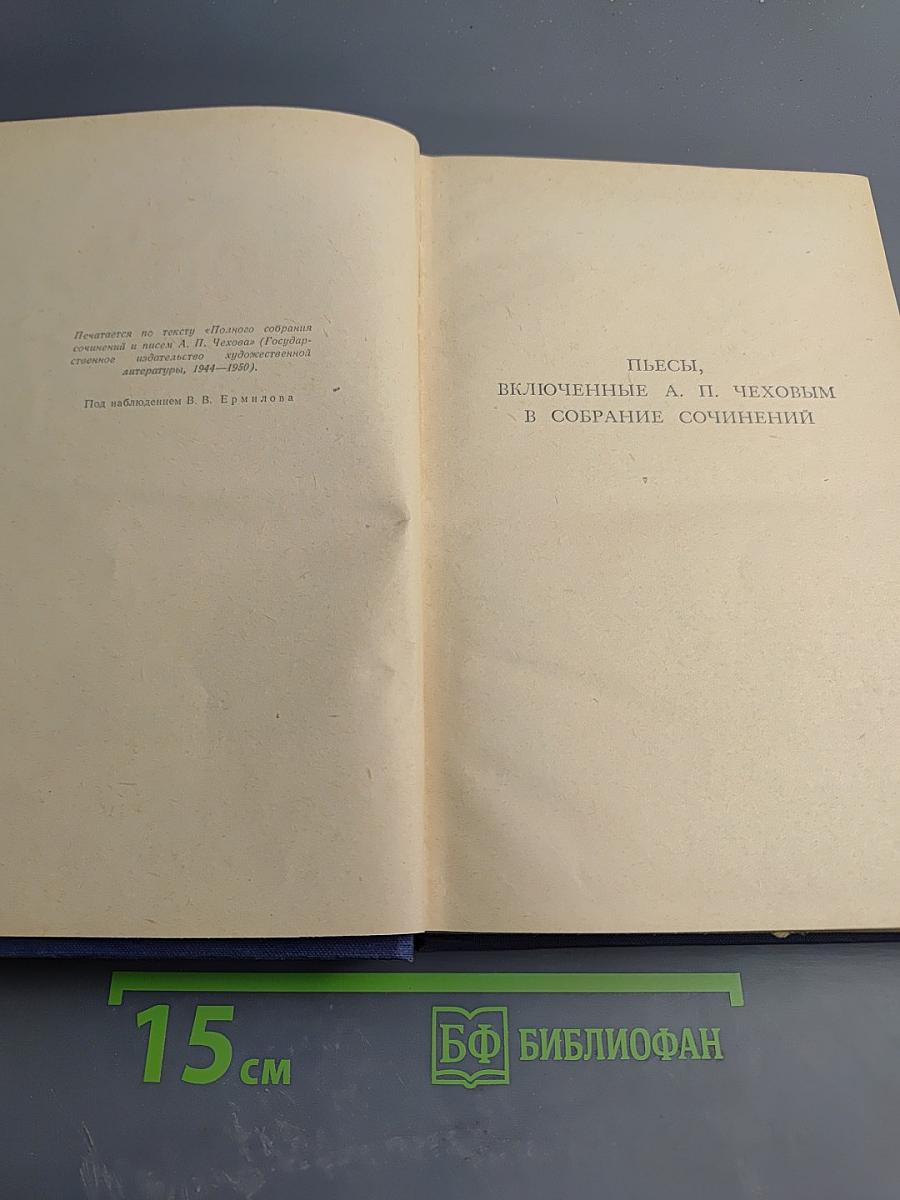 Печатается по тексту «Полного собрания
сочинений и писем А. П. Чехова» (Государ-
ственное издательство художественной
литературы, 1944—1950).
Под наблюдением В. В. Ермилова
ПЬЕСЫ,
ВКЛЮЧЕННЫЕ А. П. ЧЕХОВЫМ
В СОБРАНИЕ СОЧИНЕНИЙ
15 см
БФ БИБЛИОФАН